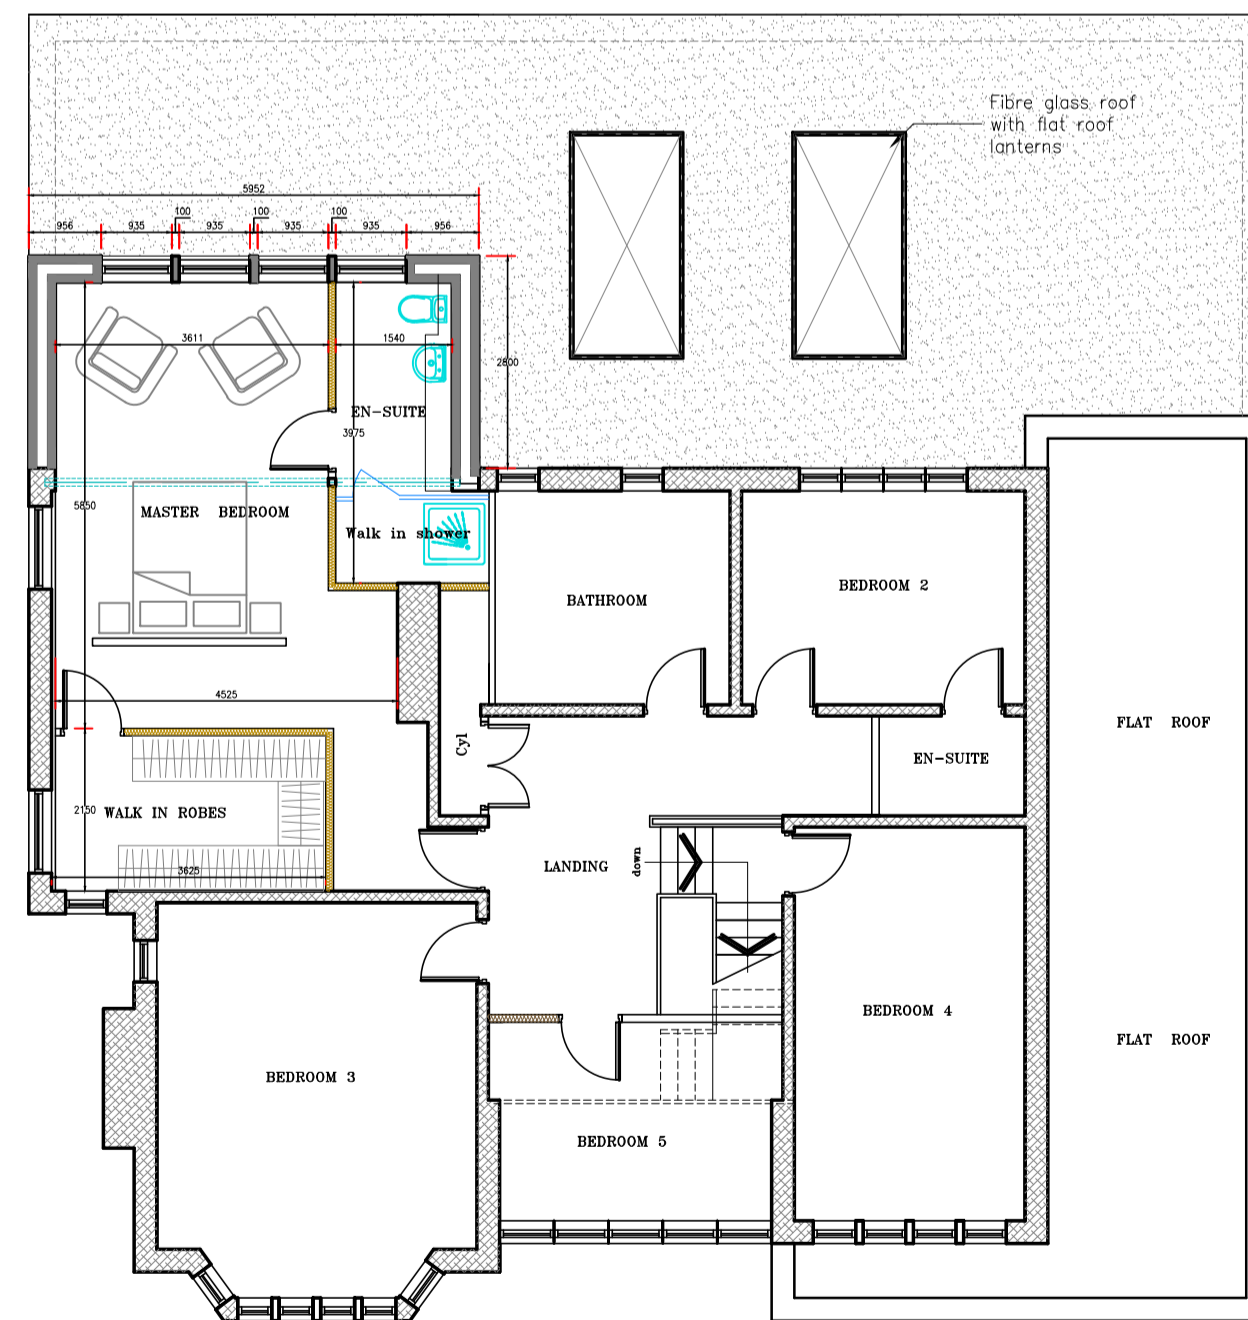 Fibre glass roof
with flat roof
lanterns
5952
956 935 100 935 100 935 100 935 956
3611 1540 2800
EN-SUITE
3975
5850 MASTER BEDROOM
Walk in shower
BATHROOM BEDROOM 2
4525
Cyl
FLAT ROOF
EN-SUITE
2150 WALK IN ROBES
3625
LANDING down
BEDROOM 4
FLAT ROOF
BEDROOM 3
BEDROOM 5